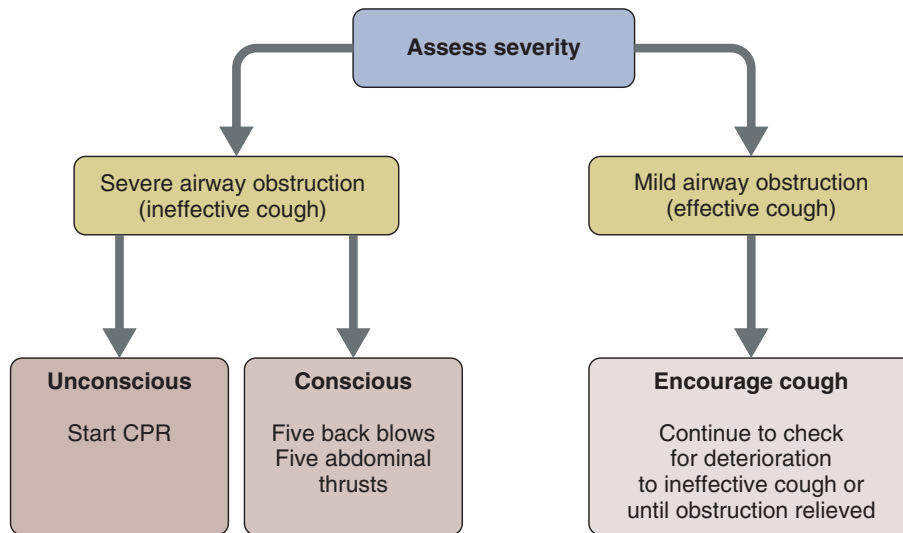 Assess severity
Severe airway obstruction
(ineffective cough)
Mild airway obstruction
(effective cough)
Unconscious
Start CPR
Conscious
Five back blows
Five abdominal
thrusts
Encourage cough
Continue to check
for deterioration
to ineffective cough or
until obstruction relieved